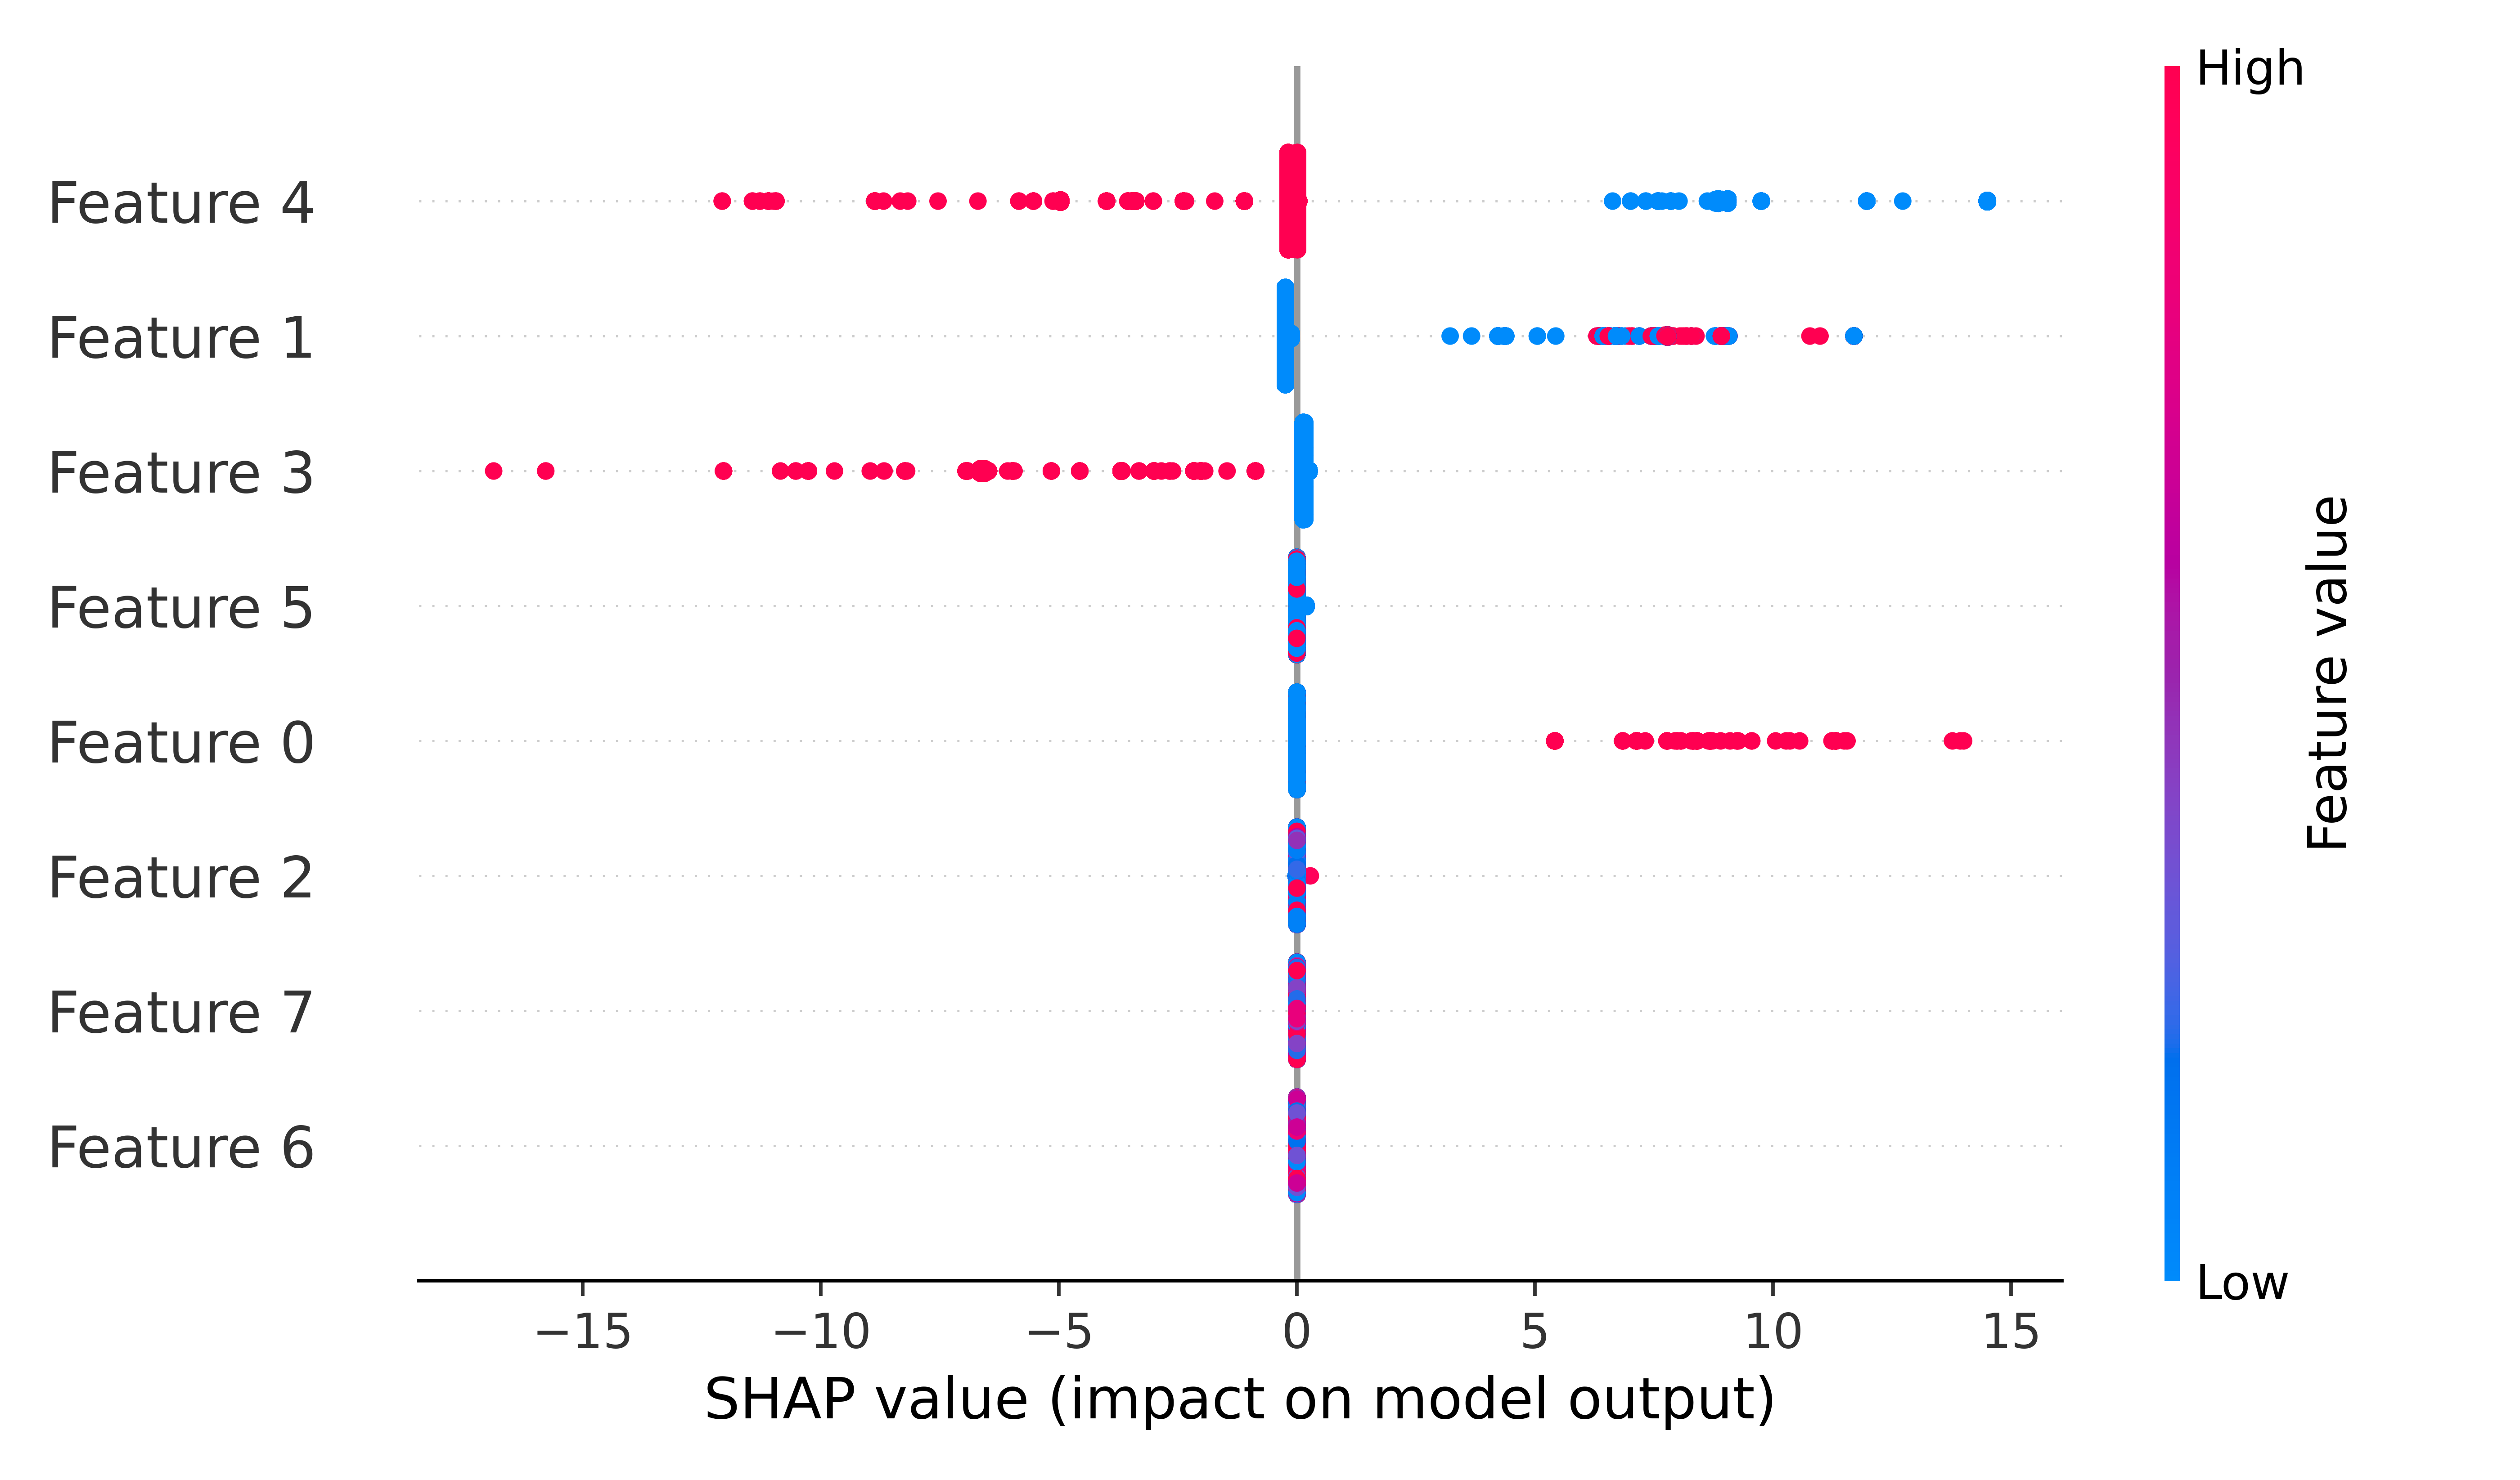 High
Feature 4
Feature 1
Feature 3
Feature 5
Feature 0
Feature 2
Feature 7
Feature 6
Feature value
Low
−15 −10 −5 0 5 10 15
SHAP value (impact on model output)